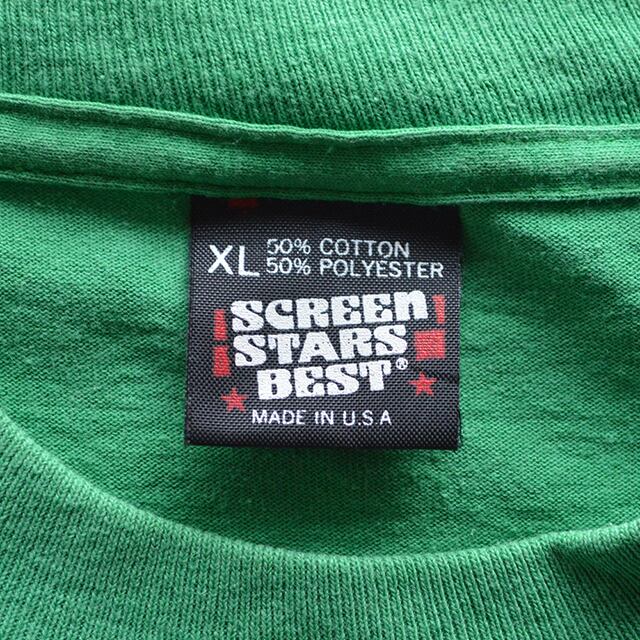 XL 50% COTTON
50% POLYESTER
SCREEN
STARS
BEST®
MADE IN U.S.A